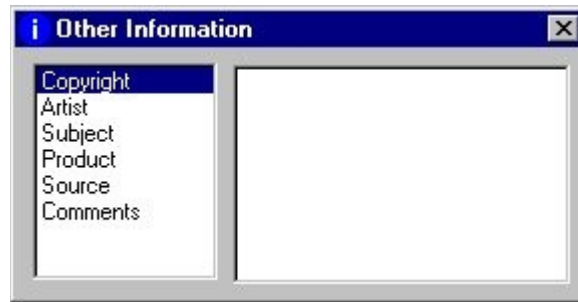 i Other Information
Copyright
Artist
Subject
Product
Source
Comments